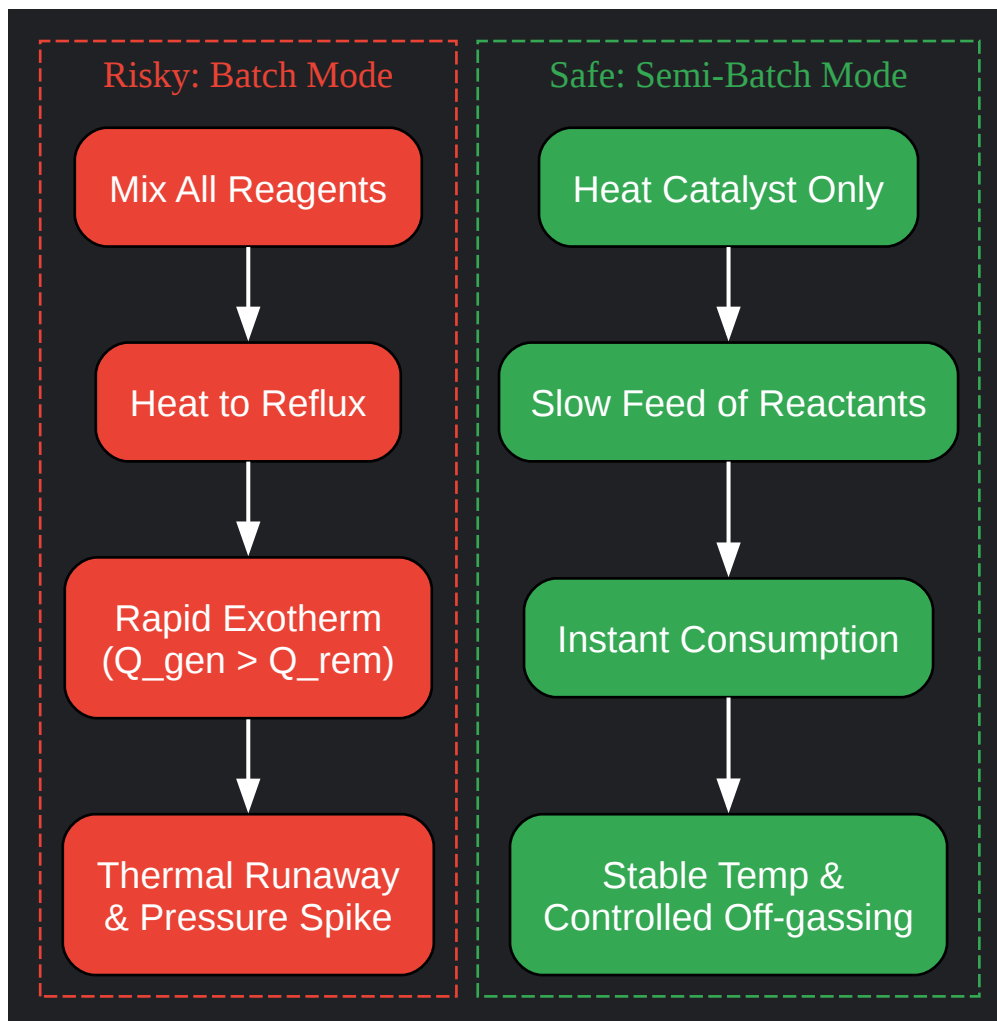 Risky: Batch Mode
Mix All Reagents
Heat to Reflux
Rapid Exotherm
(Q_gen > Q_rem)
Thermal Runaway
& Pressure Spike
Safe: Semi-Batch Mode
Heat Catalyst Only
Slow Feed of Reactants
Instant Consumption
Stable Temp &
Controlled Off-gassing